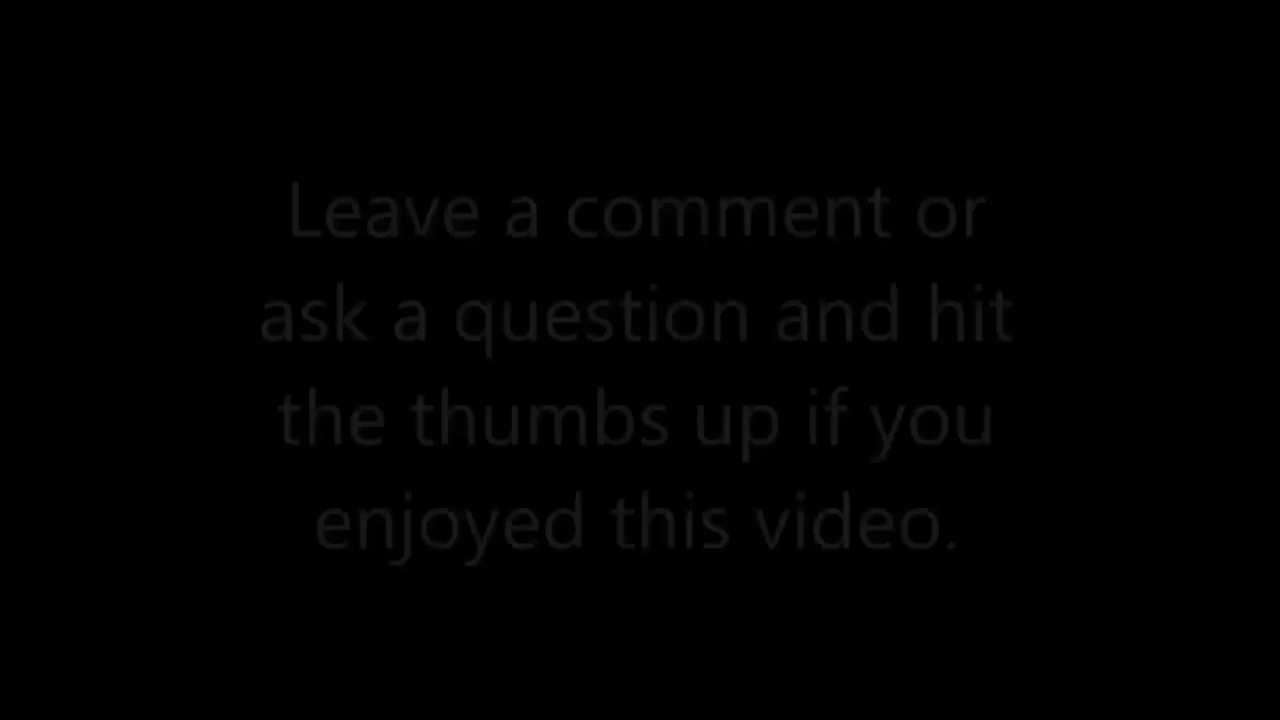 Leave a comment or
ask a question and hit
the thumbs up if you
enjoyed this video.